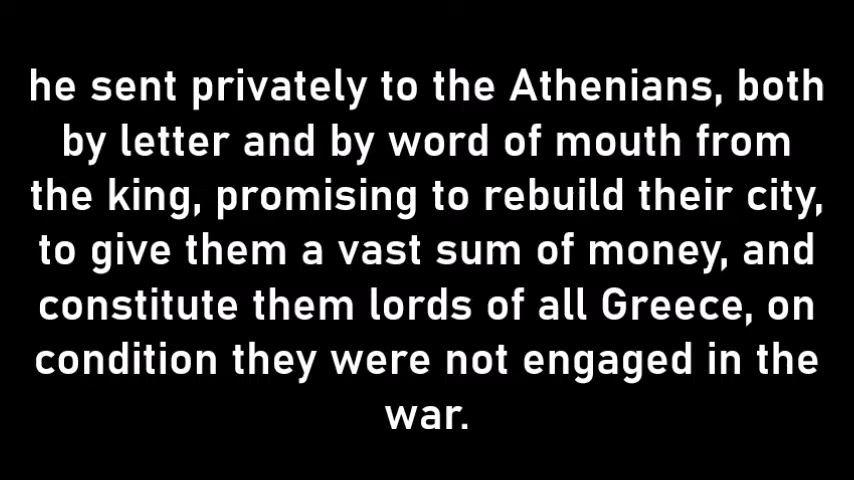 he sent privately to the Athenians, both
by letter and by word of mouth from
the king, promising to rebuild their city,
to give them a vast sum of money, and
constitute them lords of all Greece, on
condition they were not engaged in the
war.